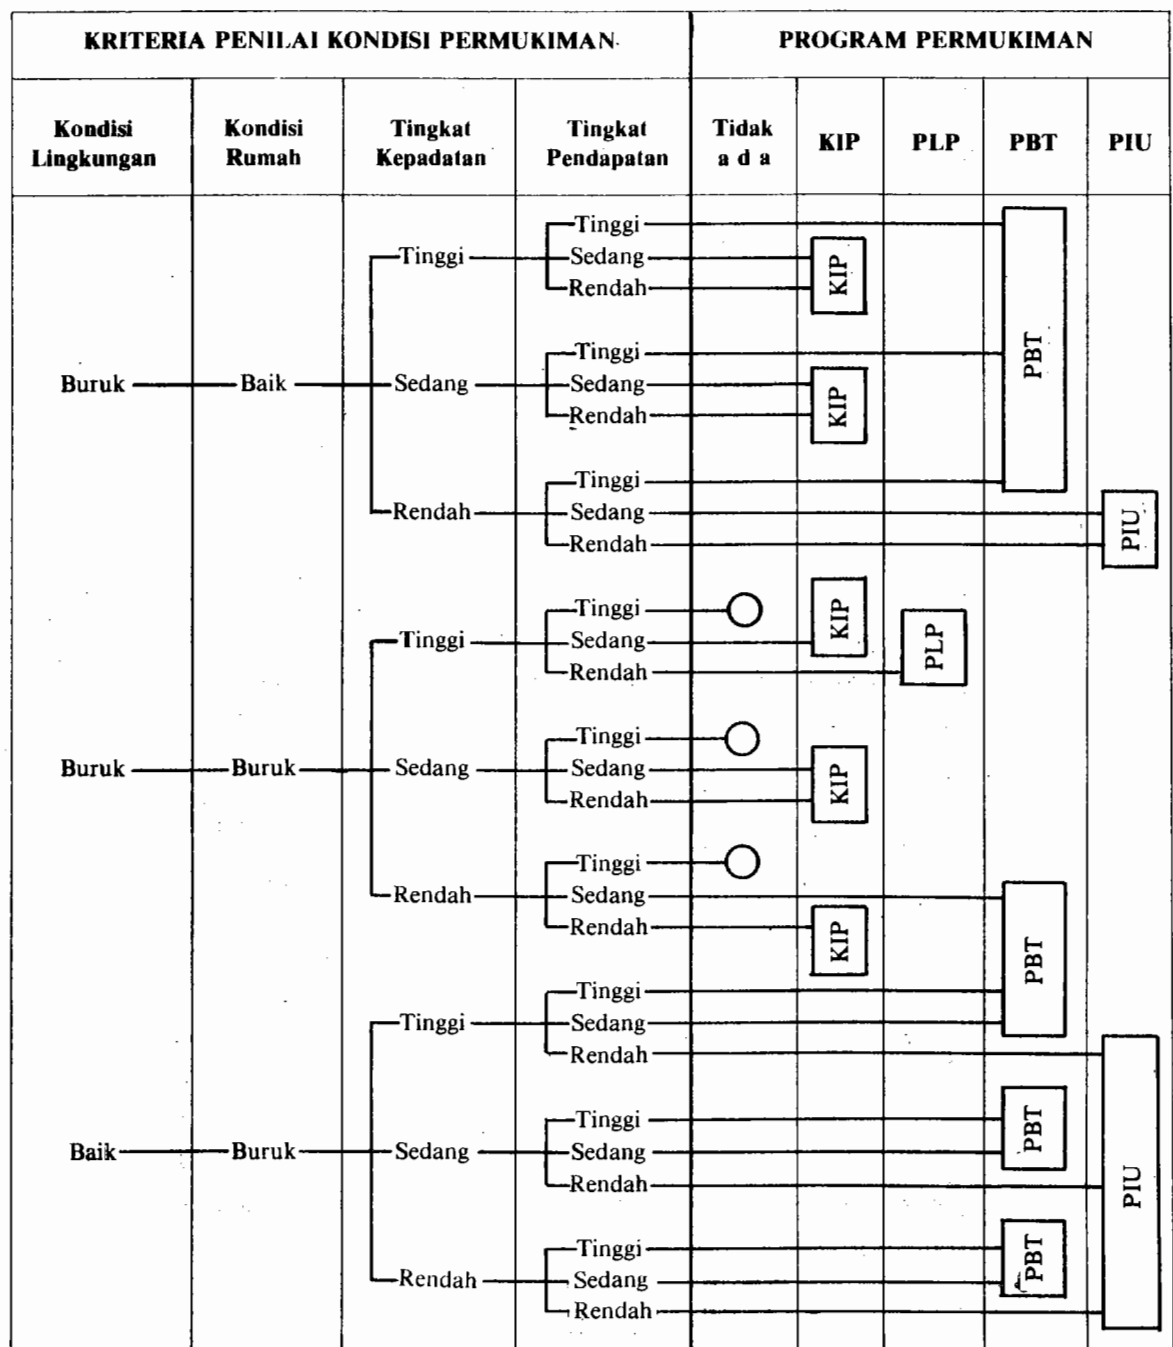 KRITERIA PENILAI KONDISI PERMUKIMAN
PROGRAM PERMUKIMAN
Kondisi Lingkungan
Kondisi Rumah
Tingkat Kepadatan
Tingkat Pendapatan
Tidak a d a
KIP
PLP
PBT
PIU
Tinggi
Tinggi
Sedang
KIP
Rendah
Tinggi
PBT
Buruk
Baik
Sedang
Sedang
KIP
Rendah
Tinggi
Rendah
Sedang
PIU
Rendah
Tinggi
KIP
Tinggi
Sedang
PLP
Rendah
Tinggi
Buruk
Buruk
Sedang
Sedang
KIP
Rendah
Tinggi
Rendah
Sedang
Rendah
KIP
PBT
Tinggi
Tinggi
Sedang
Rendah
Tinggi
PBT
Baik
Buruk
Sedang
Sedang
Rendah
PIU
Tinggi
PBT
Rendah
Sedang
Rendah